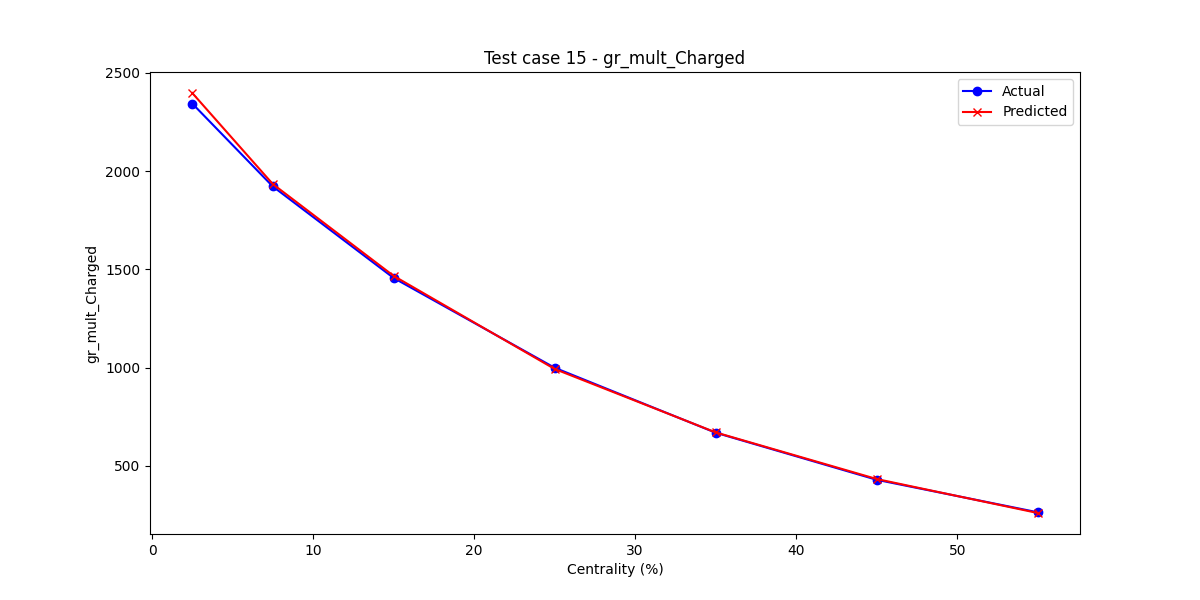 Test case 15 - gr_mult_Charged
2500
2000
1500
1000
500
gr_mult_Charged
Actual
Predicted
0 10 20 30 40 50
Centrality (%)